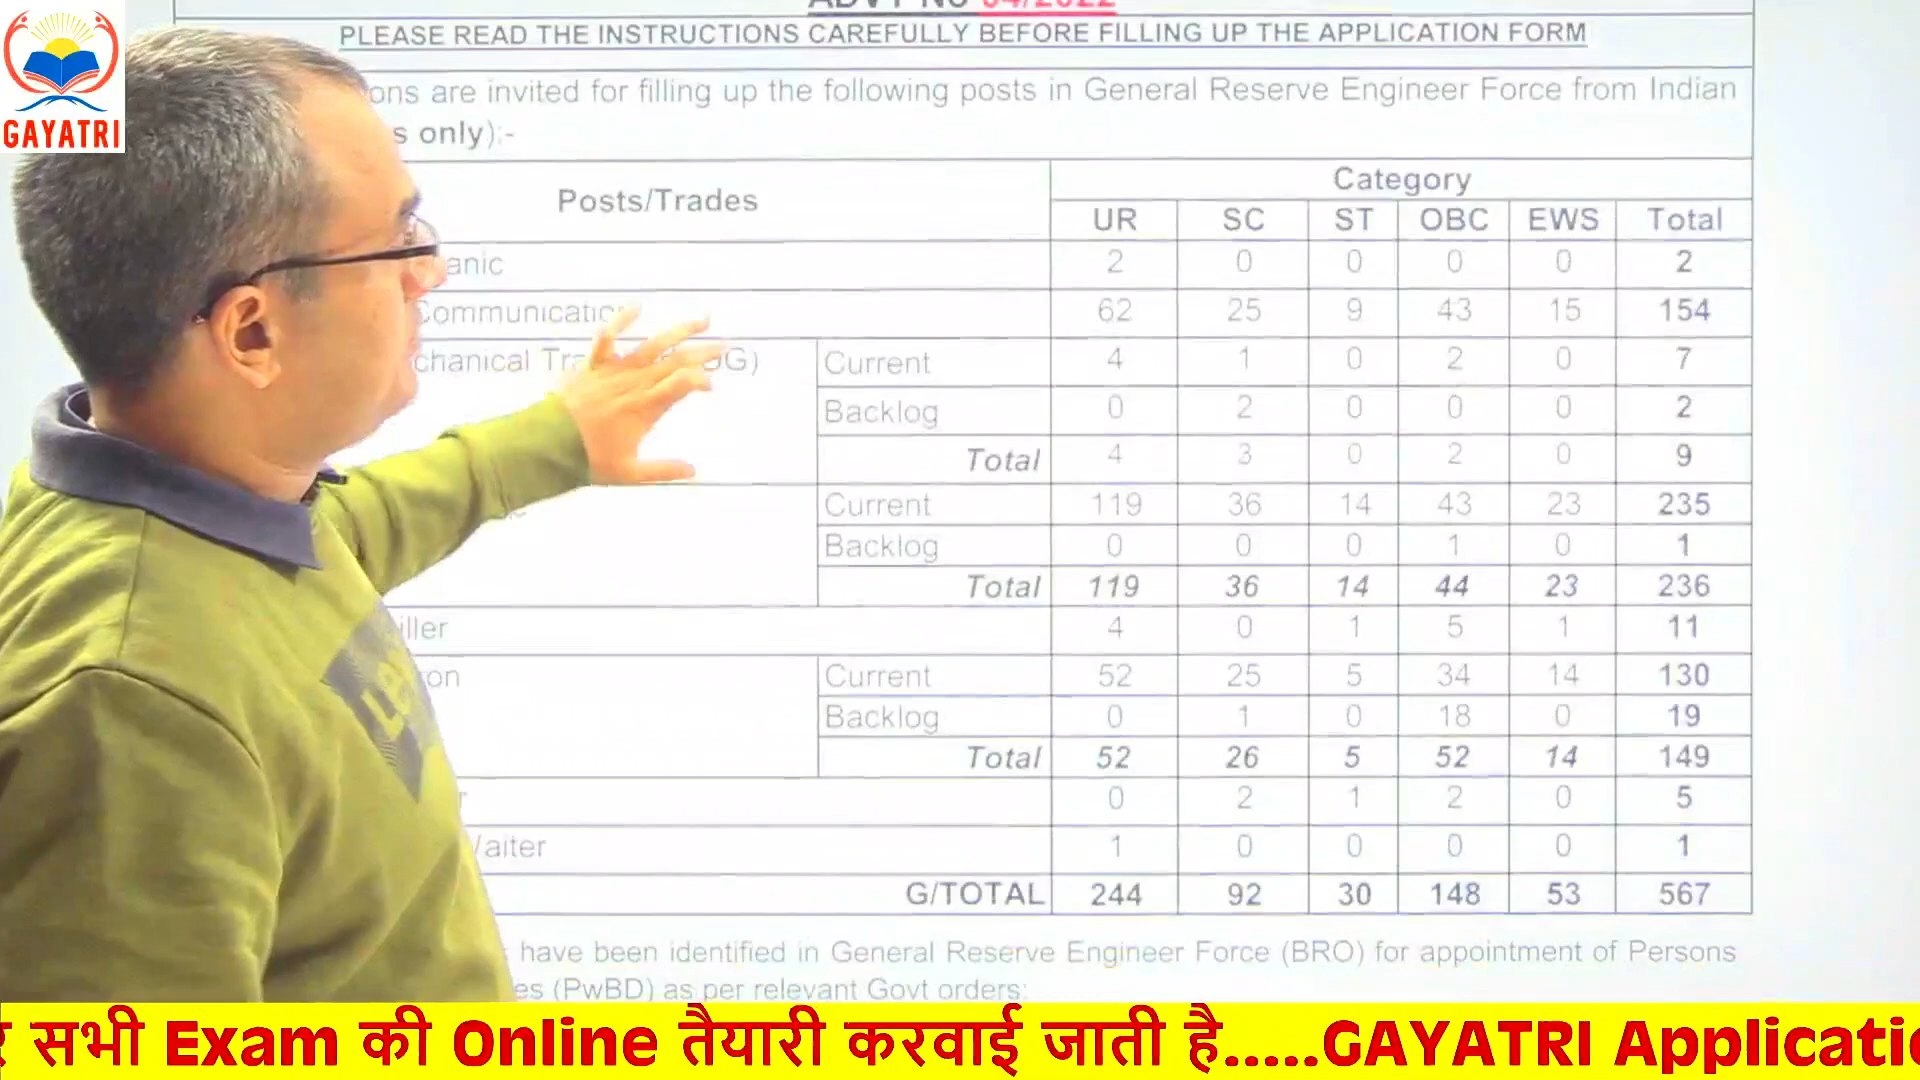 GAYATRI
PLEASE READ THE INSTRUCTIONS CAREFULLY BEFORE FILLING UP THE APPLICATION FORM
ons are invited for filling up the following posts in General Reserve Engineer Force from Indian
s only):-
Posts/Trades Category
UR SC ST OBC EWS Total
anic 2 0 0 0 0 2
Communication 62 25 9 43 15 154
chanical Tra OG) Current 4 1 0 2 0 7
Backlog 0 2 0 0 0 2
Total 4 3 0 2 0 9
Current 119 36 14 43 23 235
Backlog 0 0 0 1 0 1
Total 119 36 14 44 23 236
iller 4 0 1 5 1 11
on Current 52 25 5 34 14 130
Backlog 0 1 0 18 0 19
Total 52 26 5 52 14 149
r 0 2 1 2 0 5
aiter 1 0 0 0 0 1
G/TOTAL 244 92 30 148 53 567
have been identified in General Reserve Engineer Force (BRO) for appointment of Persons
es (PwBD) as per relevant Govt orders:
सभी Exam की Online तैयारी करवाई जाती है.....GAYATRI Applicatio